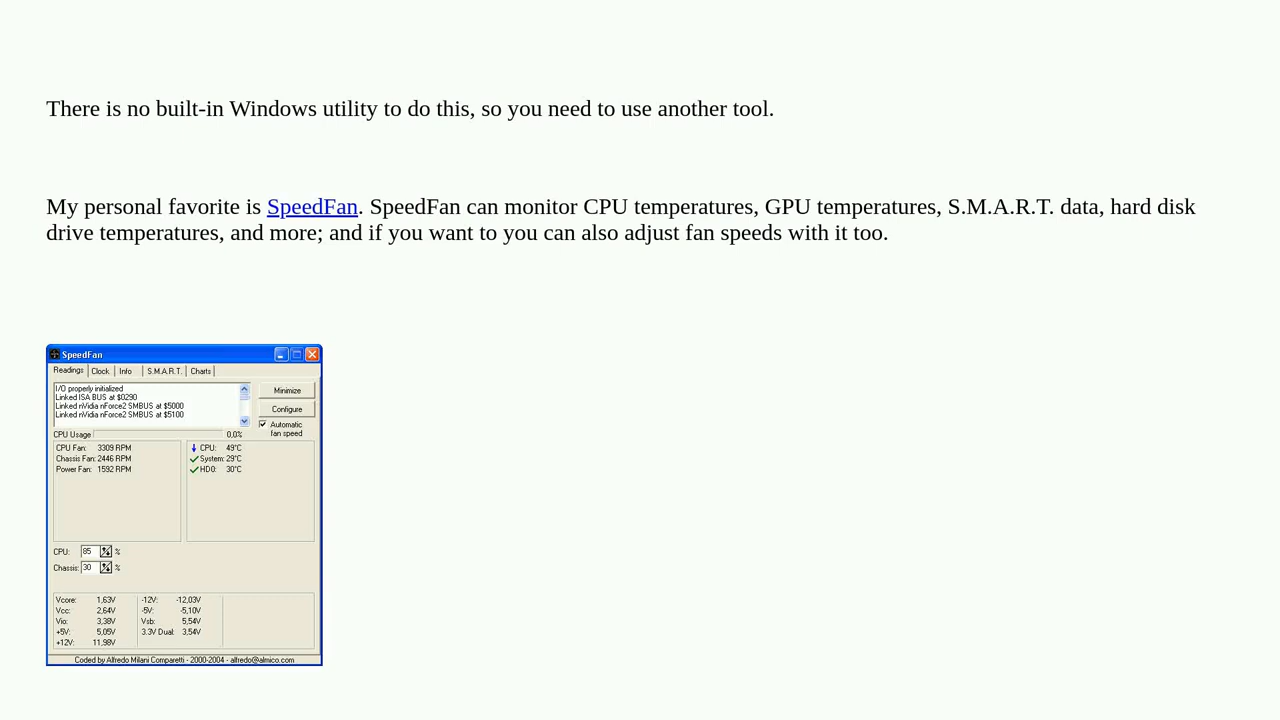 There is no built-in Windows utility to do this, so you need to use another tool.
My personal favorite is SpeedFan. SpeedFan can monitor CPU temperatures, GPU temperatures, S.M.A.R.T. data, hard disk
drive temperatures, and more; and if you want to you can also adjust fan speeds with it too.
SpeedFan
Readings Clock Info S.M.A.R.T. Charts
I/O properly initialized
Linked ISA BUS at $0290
Linked nVidia nForce2 SMBUS at $5000
Linked nVidia nForce2 SMBUS at $5100
Minimize
Configure
Automatic
fan speed
CPU Usage 0,0%
CPU Fan: 3309 RPM
Chassis Fan: 2446 RPM
Power Fan: 1592 RPM
CPU: 49°C
System: 29°C
HD0: 30°C
CPU: 85 %
Chassis: 30 %
Vcore: 1,63V
Vcc: 2,64V
Vio: 3,38V
+5V: 5,05V
+12V: 11,98V
-12V: -12,03V
-5V: -5,10V
Vsb: 5,54V
3.3V Dual: 3,54V
Coded by Alfredo Milani Comparetti - 2000-2004 - alfredo@almico.com